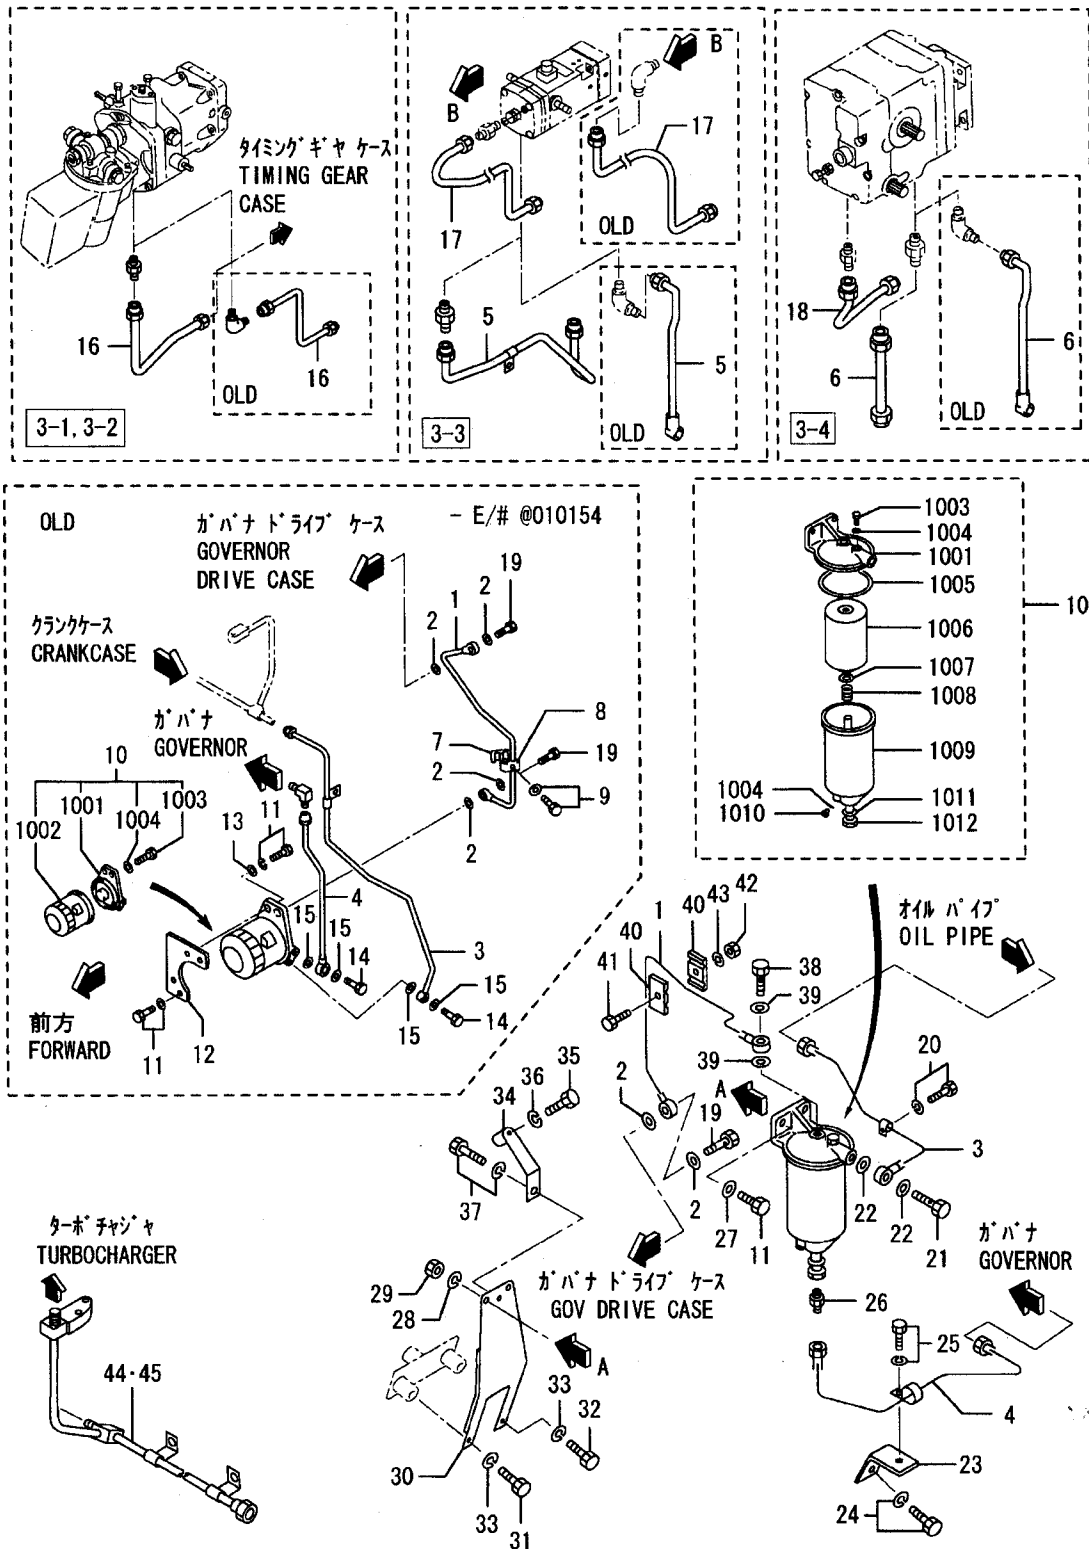 タイミングギヤ ケース
TIMING GEAR
CASE
16
16
OLD
3-1, 3-2
B
B
17
17
OLD
5
5
OLD
3-3
18
6
6
OLD
3-4
OLD
ガバナ ドライブ ケース
GOVERNOR
DRIVE CASE
- E/# @010154
19
2
1
2
クランクケース
CRANKCASE
ガバナ
GOVERNOR
8
7
19
2
9
2
10
1001
1003
1002
1004
13
11
4
15
15
14
3
15
15
14
前方
FORWARD
11
12
1003
1004
1001
1005
10
1006
1007
1008
1009
1004
1010
1011
1012
オイル パイプ
OIL PIPE
1
40
43
42
40
41
38
39
39
20
A
2
19
3
2
27
11
22
22
21
35
36
34
37
ガバナ ドライブ ケース
GOV DRIVE CASE
ガバナ
GOVERNOR
29
28
A
26
25
4
23
24
33
32
30
33
31
ターボチャジャ
TURBOCHARGER
44・45